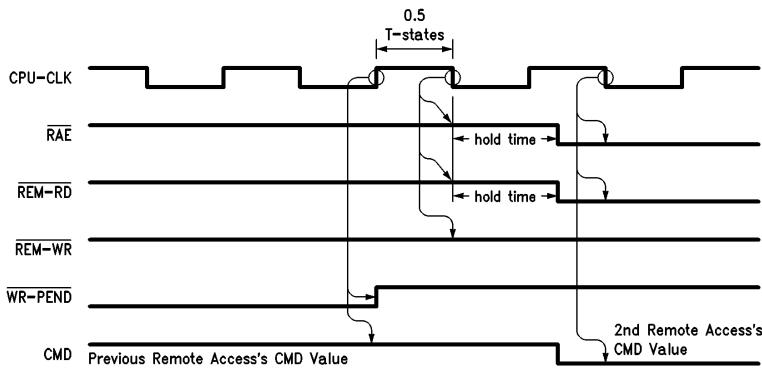 0.5
T-states
CPU-CLK
RAE
hold time
REM-RD
hold time
REM-WR
WR-PEND
2nd Remote Access's
CMD Value
CMD
Previous Remote Access's CMD Value